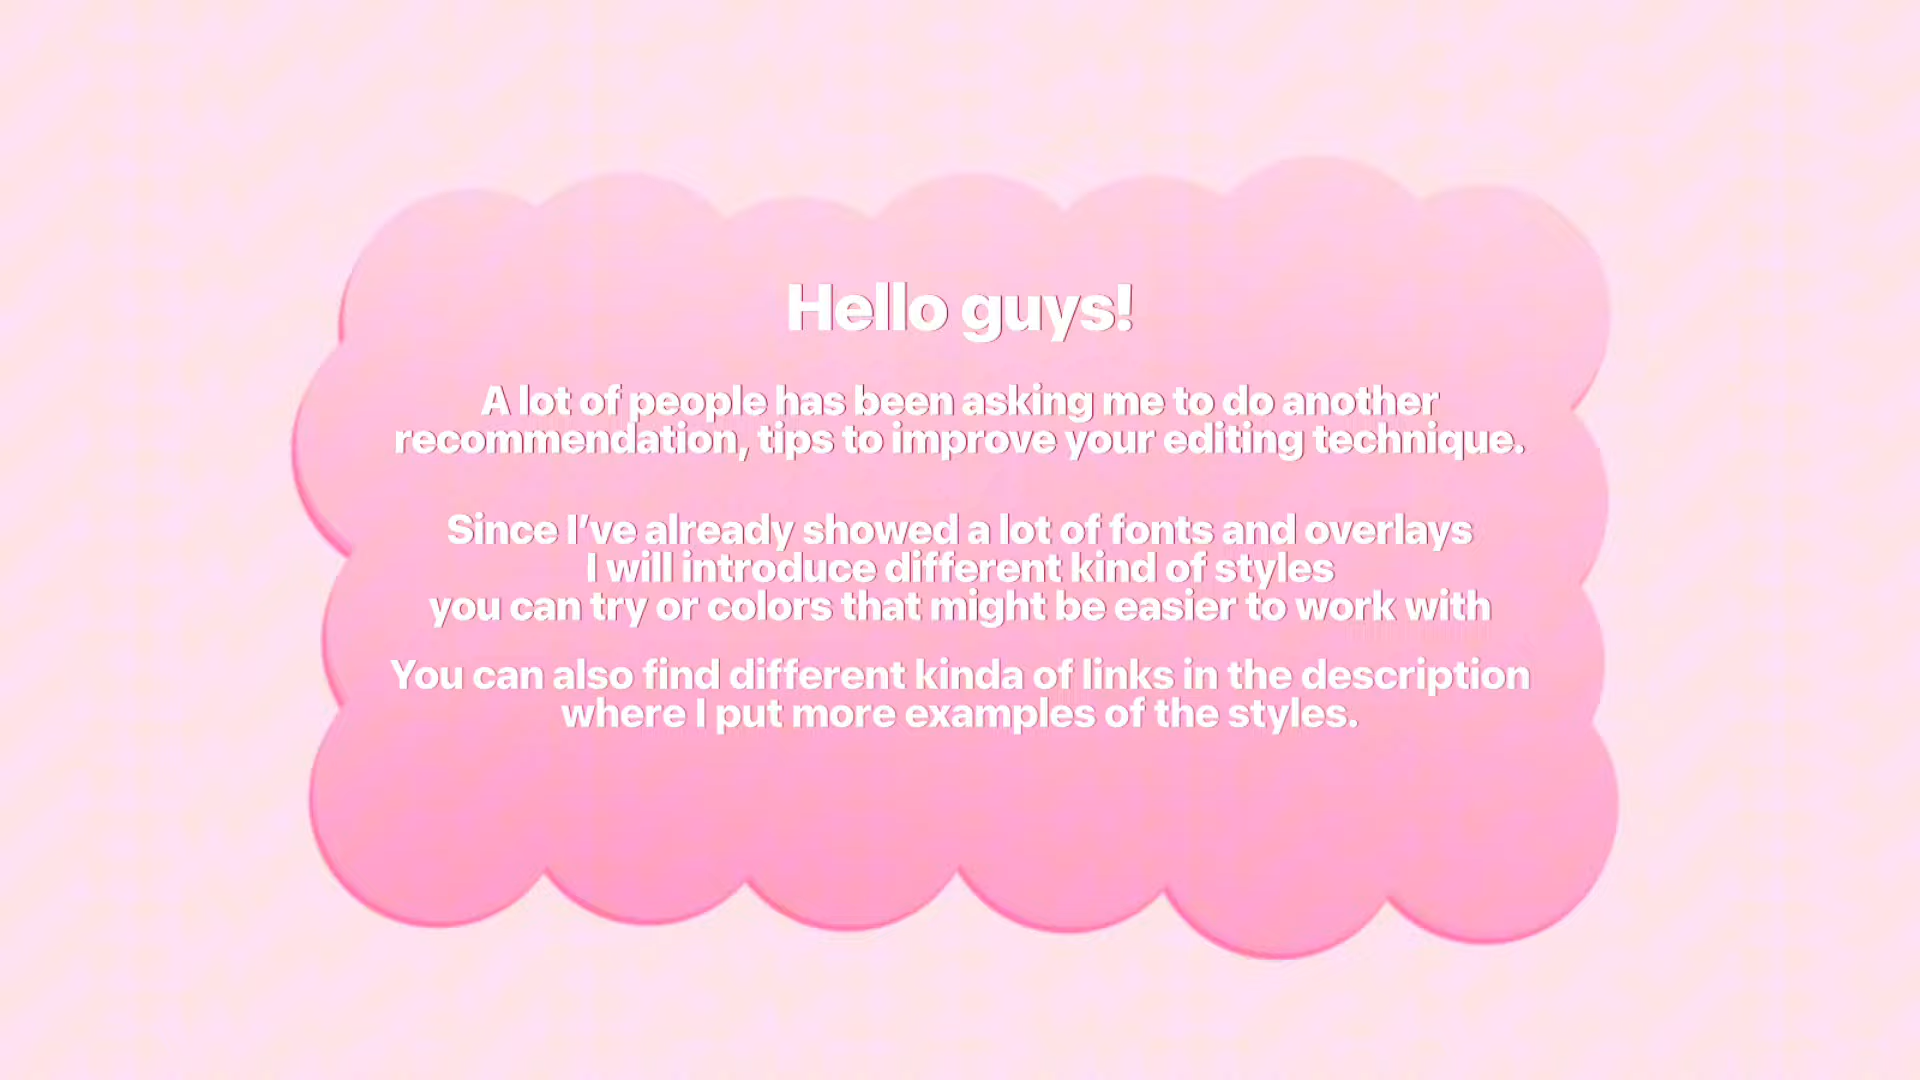 Hello guys!
A lot of people has been asking me to do another
recommendation, tips to improve your editing technique.
Since I’ve already showed a lot of fonts and overlays
I will introduce different kind of styles
you can try or colors that might be easier to work with
You can also find different kinda of links in the description
where I put more examples of the styles.